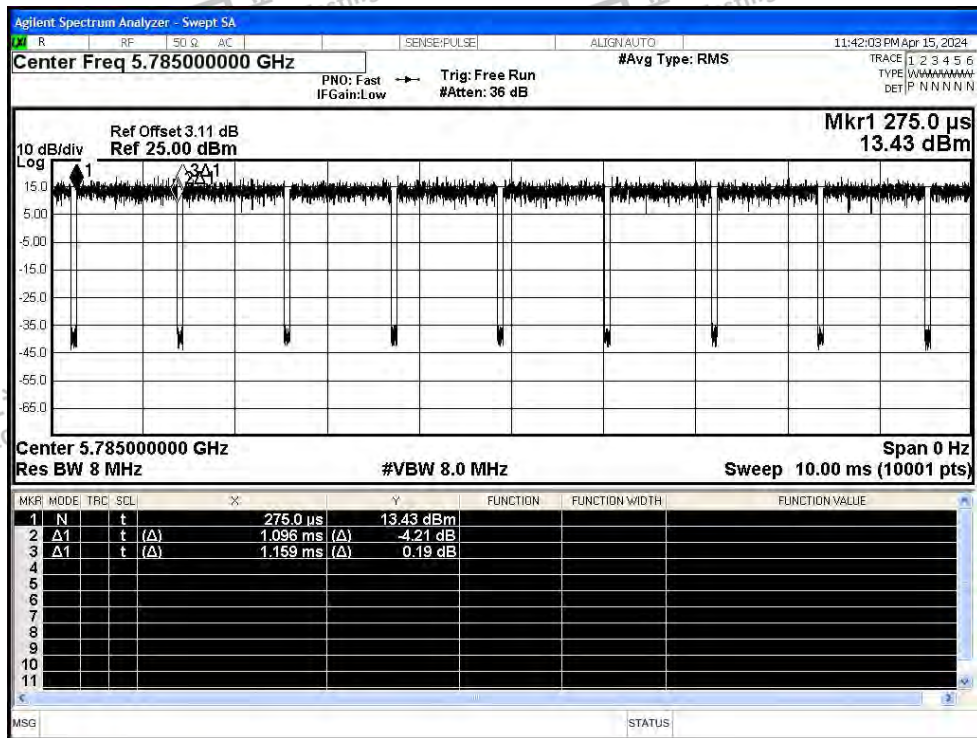 Agilent Spectrum Analyzer - Swept SA
LXI R RF 50 Ω AC SENSE:PULSE ALIGN AUTO 11:42:03 PM Apr 15, 2024
Center Freq 5.785000000 GHz #Avg Type: RMS TRACE 1 2 3 4 5 6
PNO: Fast Trig: Free Run TYPE WWWWWW
IFGain:Low #Atten: 36 dB DET P N N N N N
Mkr1 275.0 µs
Ref Offset 3.11 dB
10 dB/div Ref 25.00 dBm 13.43 dBm
Log
1 3Δ1
2Δ1
15.0
5.00
-5.00
-15.0
-25.0
-35.0
-45.0
-55.0
-65.0
Center 5.785000000 GHz Span 0 Hz
Res BW 8 MHz #VBW 8.0 MHz Sweep 10.00 ms (10001 pts)
MKR MODE TRC SCL X Y FUNCTION FUNCTION WIDTH FUNCTION VALUE
1 N t 275.0 µs 13.43 dBm
2 Δ1 t (Δ) 1.096 ms (Δ) -4.21 dB
3 Δ1 t (Δ) 1.159 ms (Δ) 0.19 dB
4
5
6
7
8
9
10
11
MSG STATUS